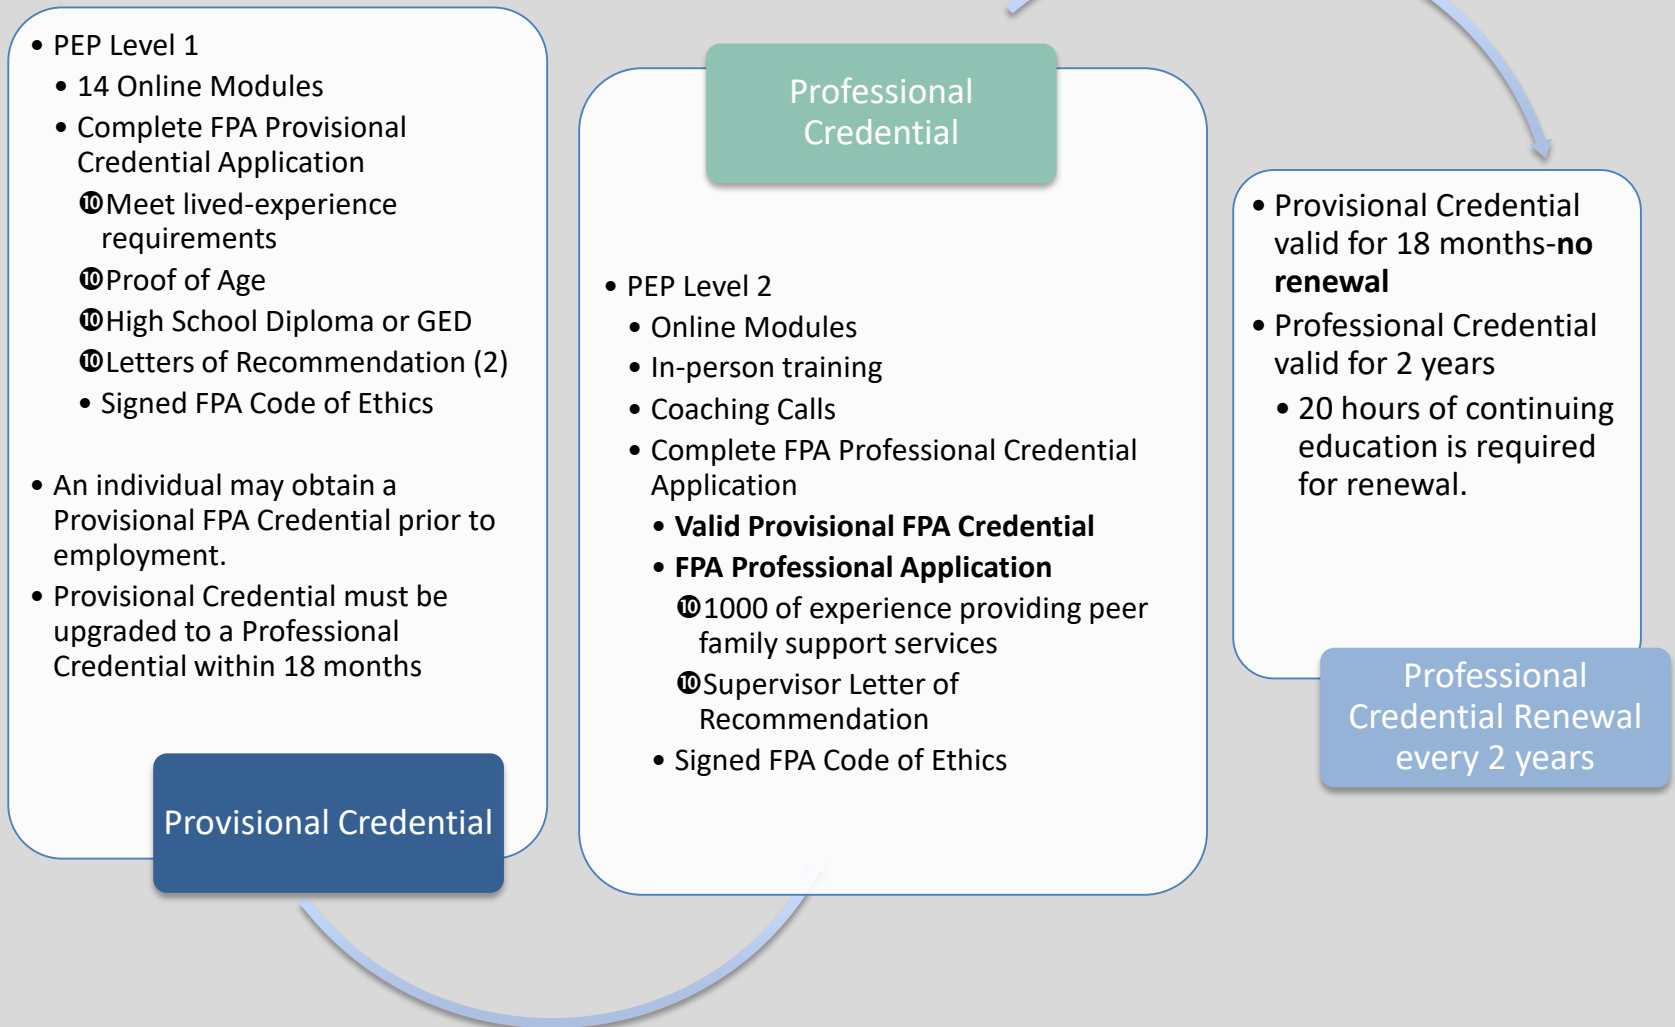 • PEP Level 1
• 14 Online Modules
• Complete FPA Provisional
Credential Application
❿Meet lived-experience
requirements
❿Proof of Age
❿High School Diploma or GED
❿Letters of Recommendation (2)
• Signed FPA Code of Ethics
• An individual may obtain a
Provisional FPA Credential prior to
employment.
• Provisional Credential must be
upgraded to a Professional
Credential within 18 months
Provisional Credential
Professional
Credential
• PEP Level 2
• Online Modules
• In-person training
• Coaching Calls
• Complete FPA Professional Credential
Application
• Valid Provisional FPA Credential
• FPA Professional Application
❿1000 of experience providing peer
family support services
❿Supervisor Letter of
Recommendation
• Signed FPA Code of Ethics
• Provisional Credential
valid for 18 months-no
renewal
• Professional Credential
valid for 2 years
• 20 hours of continuing
education is required
for renewal.
Professional
Credential Renewal
every 2 years